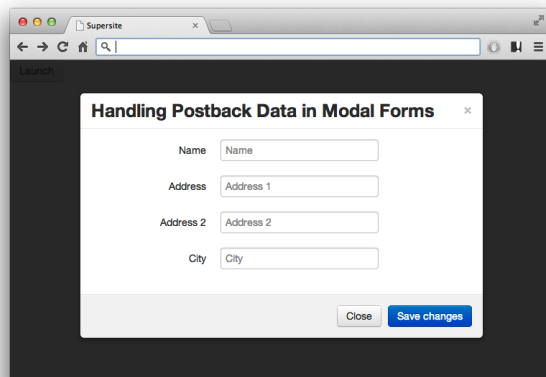 Supersite
Launch
Handling Postback Data in Modal Forms
Name Name
Address Address 1
Address 2 Address 2
City City
Close Save changes